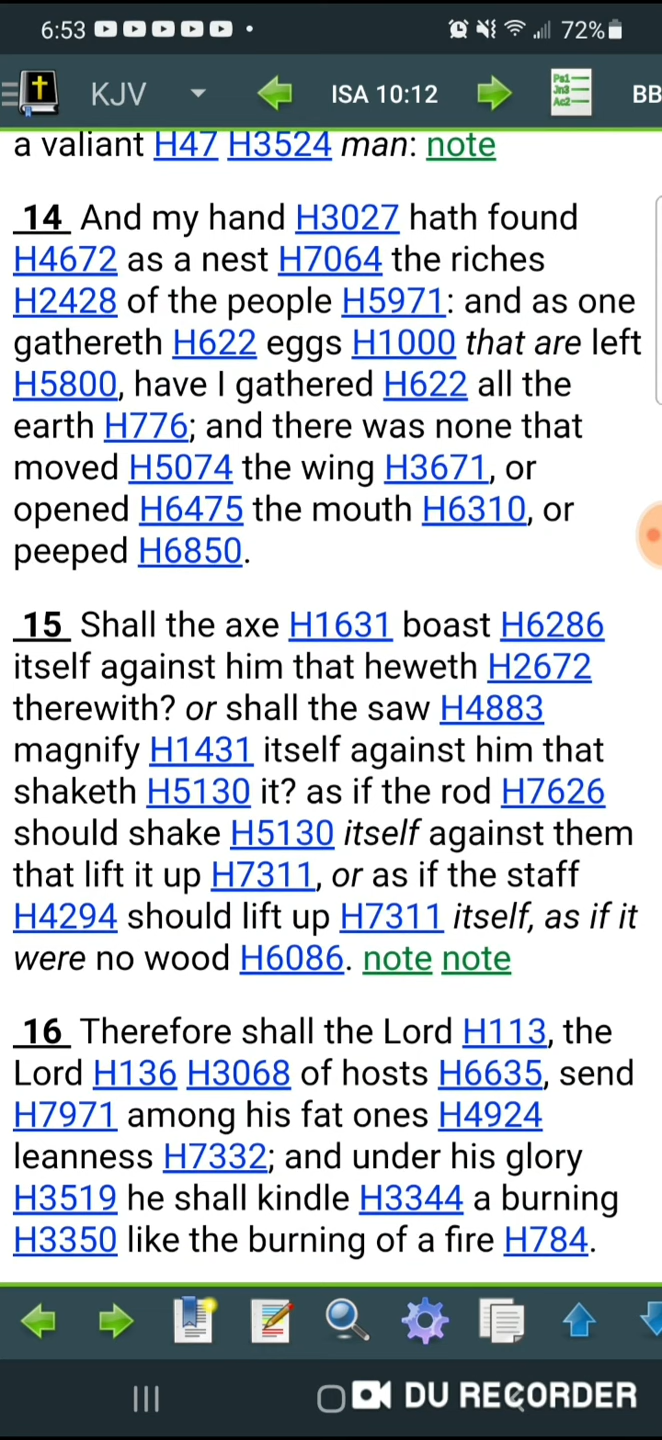 6:53 72%
KJV ISA 10:12 Ps1 Jn3 Ac2 BB
a valiant H47 H3524 man: note
14 And my hand H3027 hath found
H4672 as a nest H7064 the riches
H2428 of the people H5971: and as one
gathereth H622 eggs H1000 that are left
H5800, have I gathered H622 all the
earth H776; and there was none that
moved H5074 the wing H3671, or
opened H6475 the mouth H6310, or
peeped H6850.
15 Shall the axe H1631 boast H6286
itself against him that heweth H2672
therewith? or shall the saw H4883
magnify H1431 itself against him that
shaketh H5130 it? as if the rod H7626
should shake H5130 itself against them
that lift it up H7311, or as if the staff
H4294 should lift up H7311 itself, as if it
were no wood H6086. note note
16 Therefore shall the Lord H113, the
Lord H136 H3068 of hosts H6635, send
H7971 among his fat ones H4924
leanness H7332; and under his glory
H3519 he shall kindle H3344 a burning
H3350 like the burning of a fire H784.
DU RECORDER